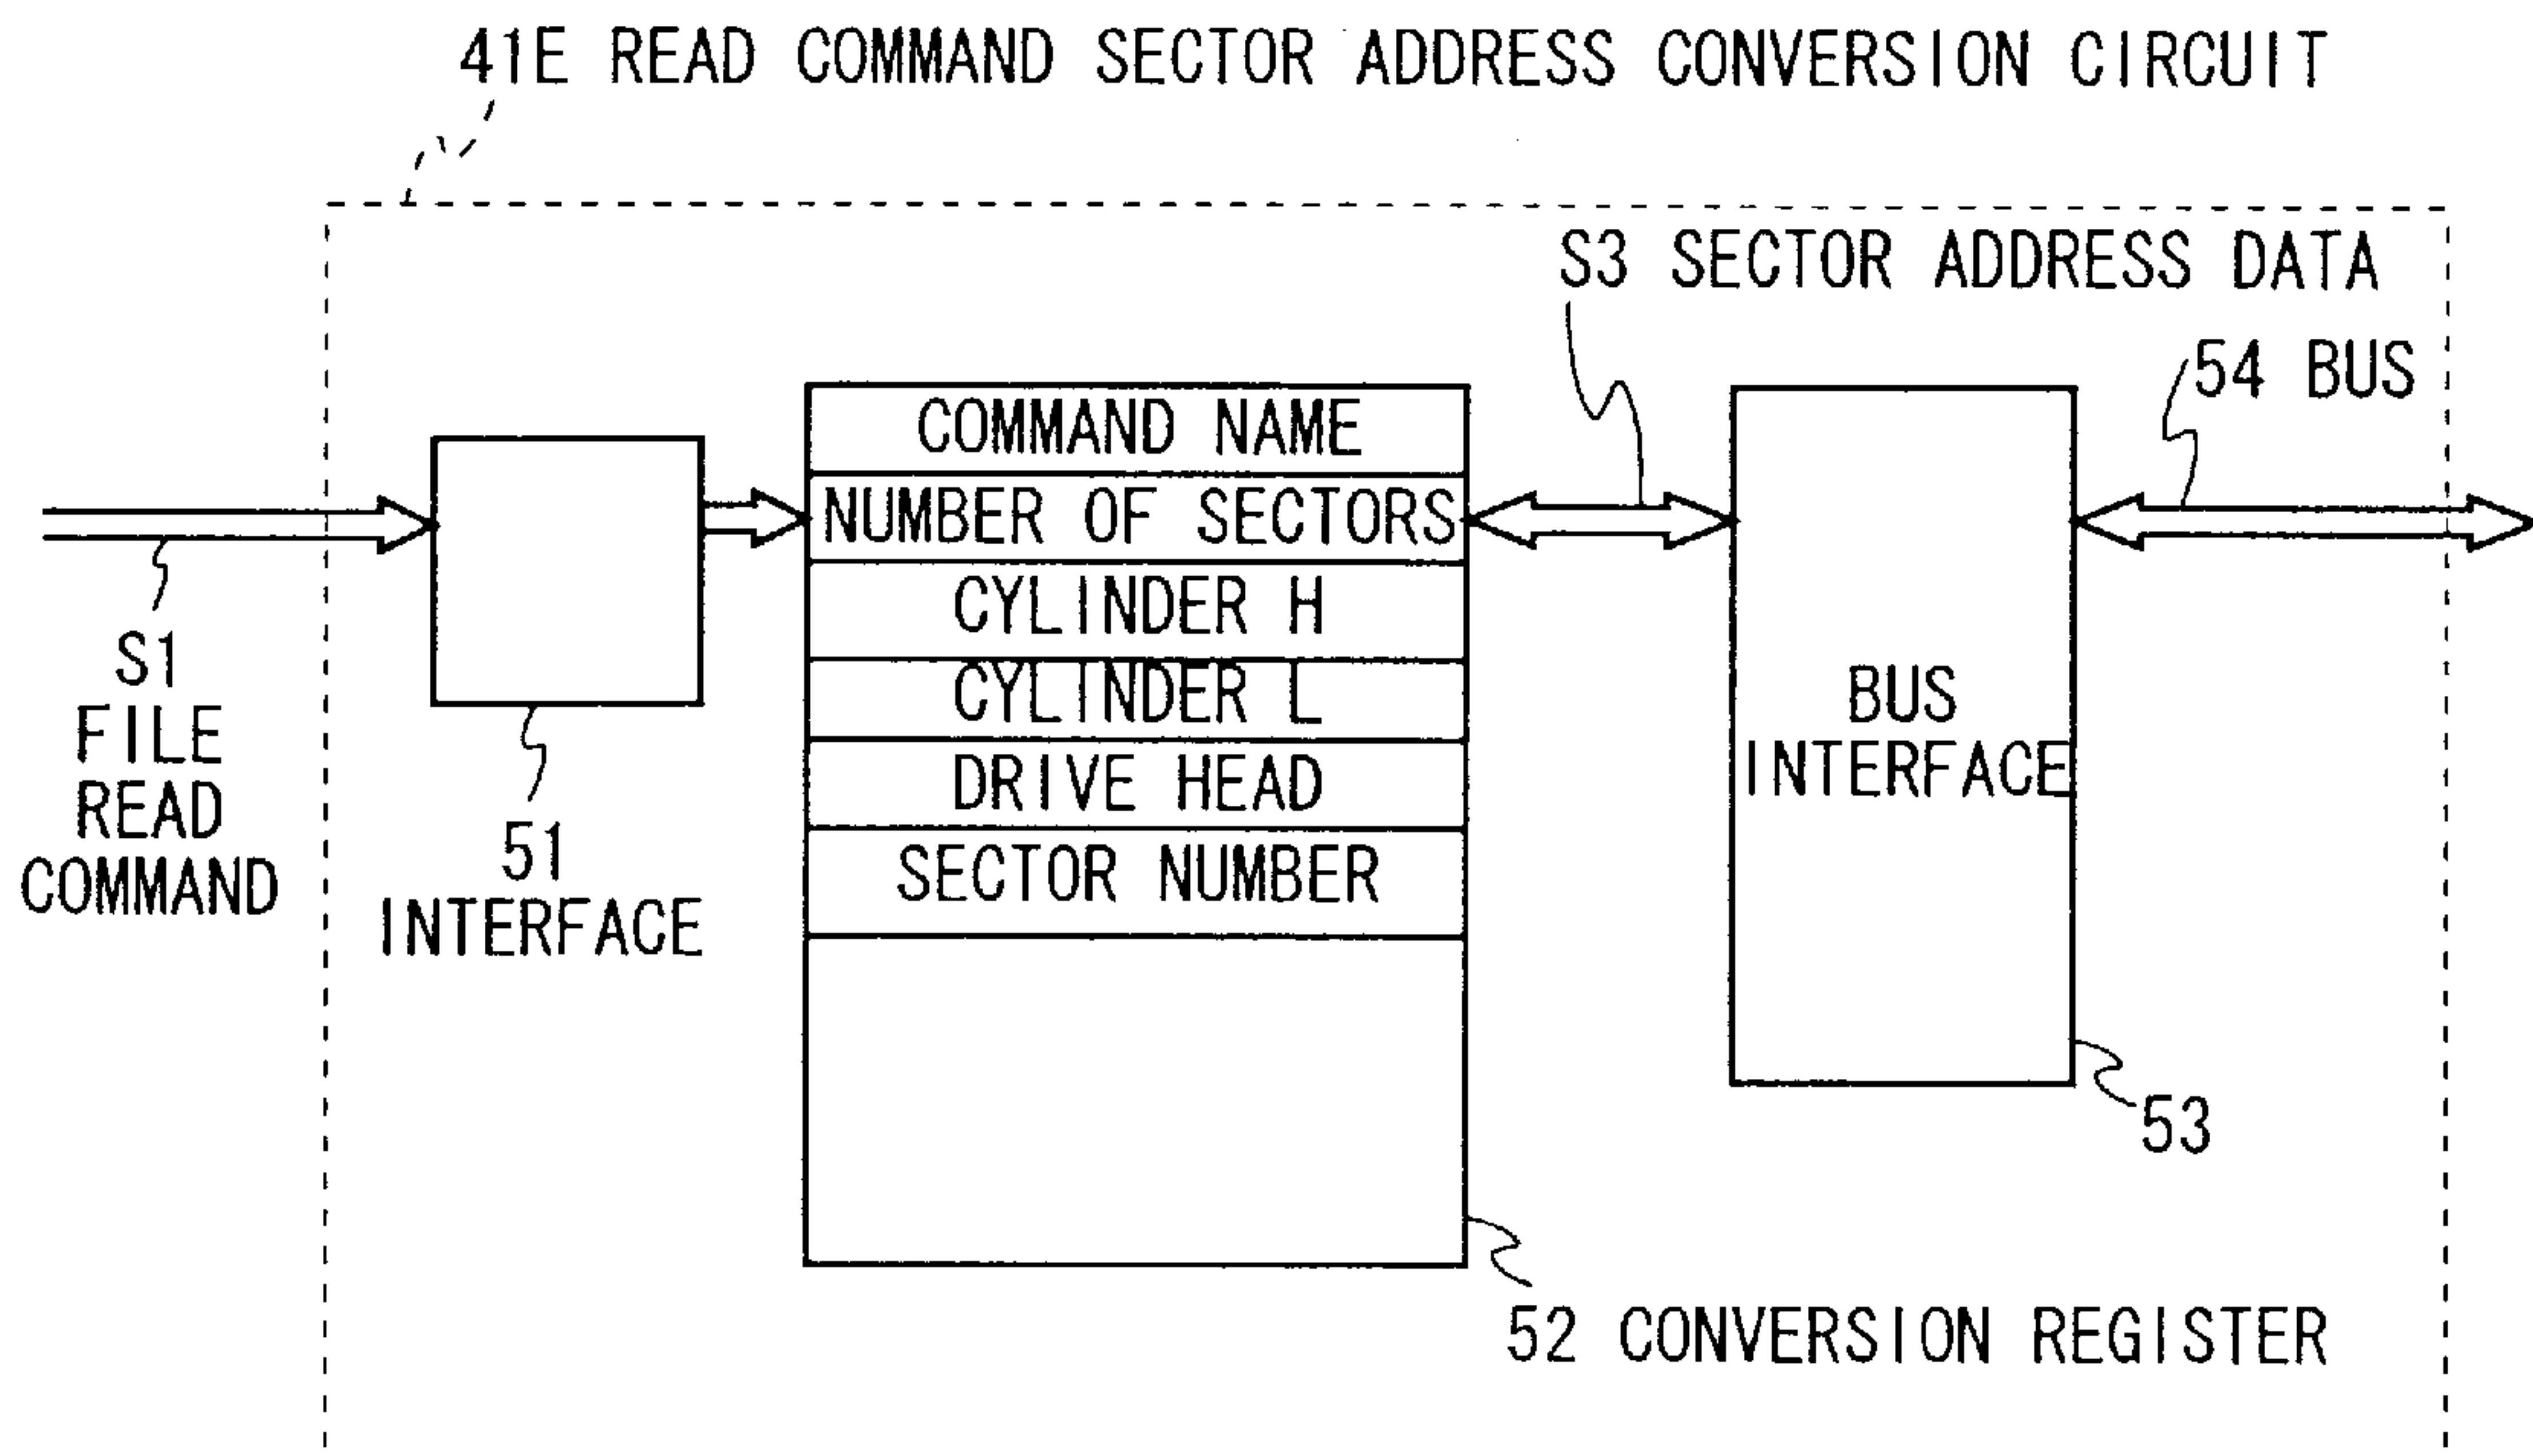 41E READ COMMAND SECTOR ADDRESS CONVERSION CIRCUIT
S3 SECTOR ADDRESS DATA
54 BUS
COMMAND NAME
NUMBER OF SECTORS
CYLINDER H
CYLINDER L
DRIVE HEAD
SECTOR NUMBER
S1
FILE
READ
COMMAND
51
INTERFACE
BUS
INTERFACE
53
52 CONVERSION REGISTER